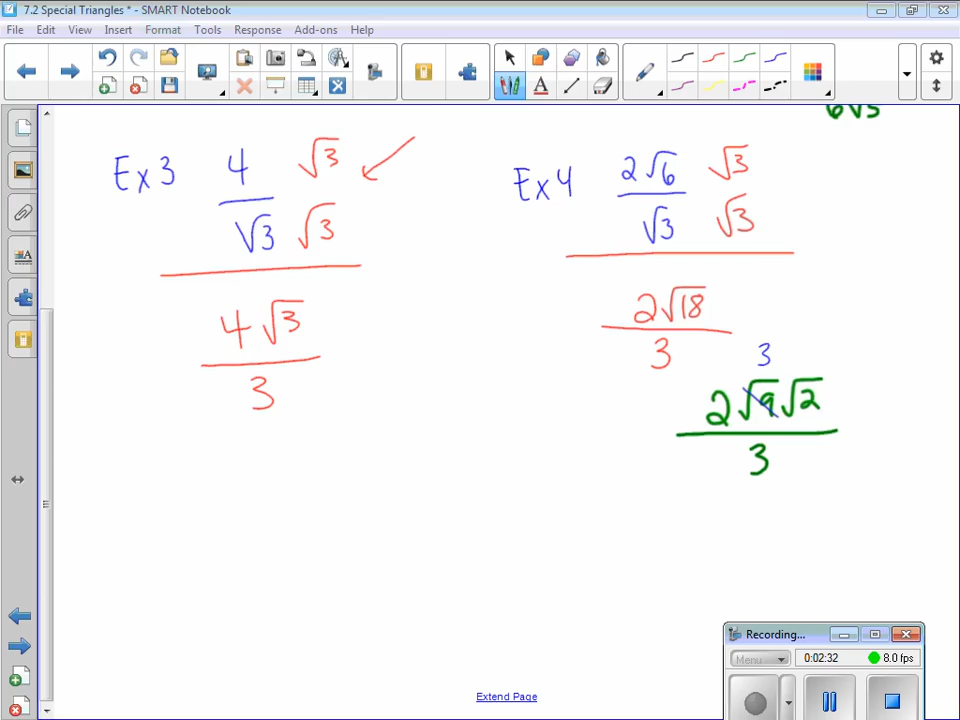 7.2 Special Triangles * - SMART Notebook
File Edit View Insert Format Tools Response Add-ons Help
6√3
Ex 3 4 √3
√3 √3
4 √3
3
Ex 4 2√6 √3
√3 √3
2√18
3
3
2√9√2
3
Extend Page
Recording...
Menu 0:02:32 8.0 fps